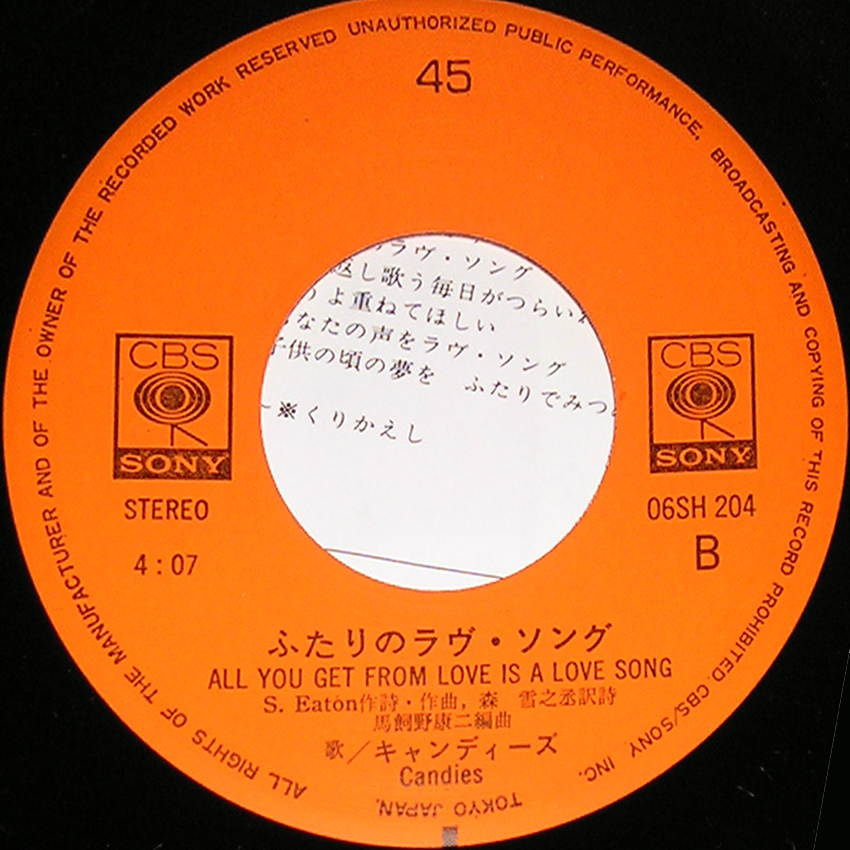 ALL RIGHTS OF THE MANUFACTURER AND OF THE OWNER OF THE RECORDED WORK RESERVED UNAUTHORIZED PUBLIC PERFORMANCE, BROADCASTING AND COPYING OF THIS RECORD PROHIBITED. CBS/SONY INC. TOKYO JAPAN.
45
ラヴ・ソング
返し歌う毎日がつらい
よ重ねてほしい
なたの声をラヴ・ソング
子供の頃の夢を ふたりでみつ
※くりかえし
CBS
SONY
STEREO
4:07
CBS
SONY
06SH 204
B
ふたりのラヴ・ソング
ALL YOU GET FROM LOVE IS A LOVE SONG
S. Eaton作詩・作曲, 森 雪之丞訳詩
馬飼野康二編曲
歌／キャンディーズ
Candies